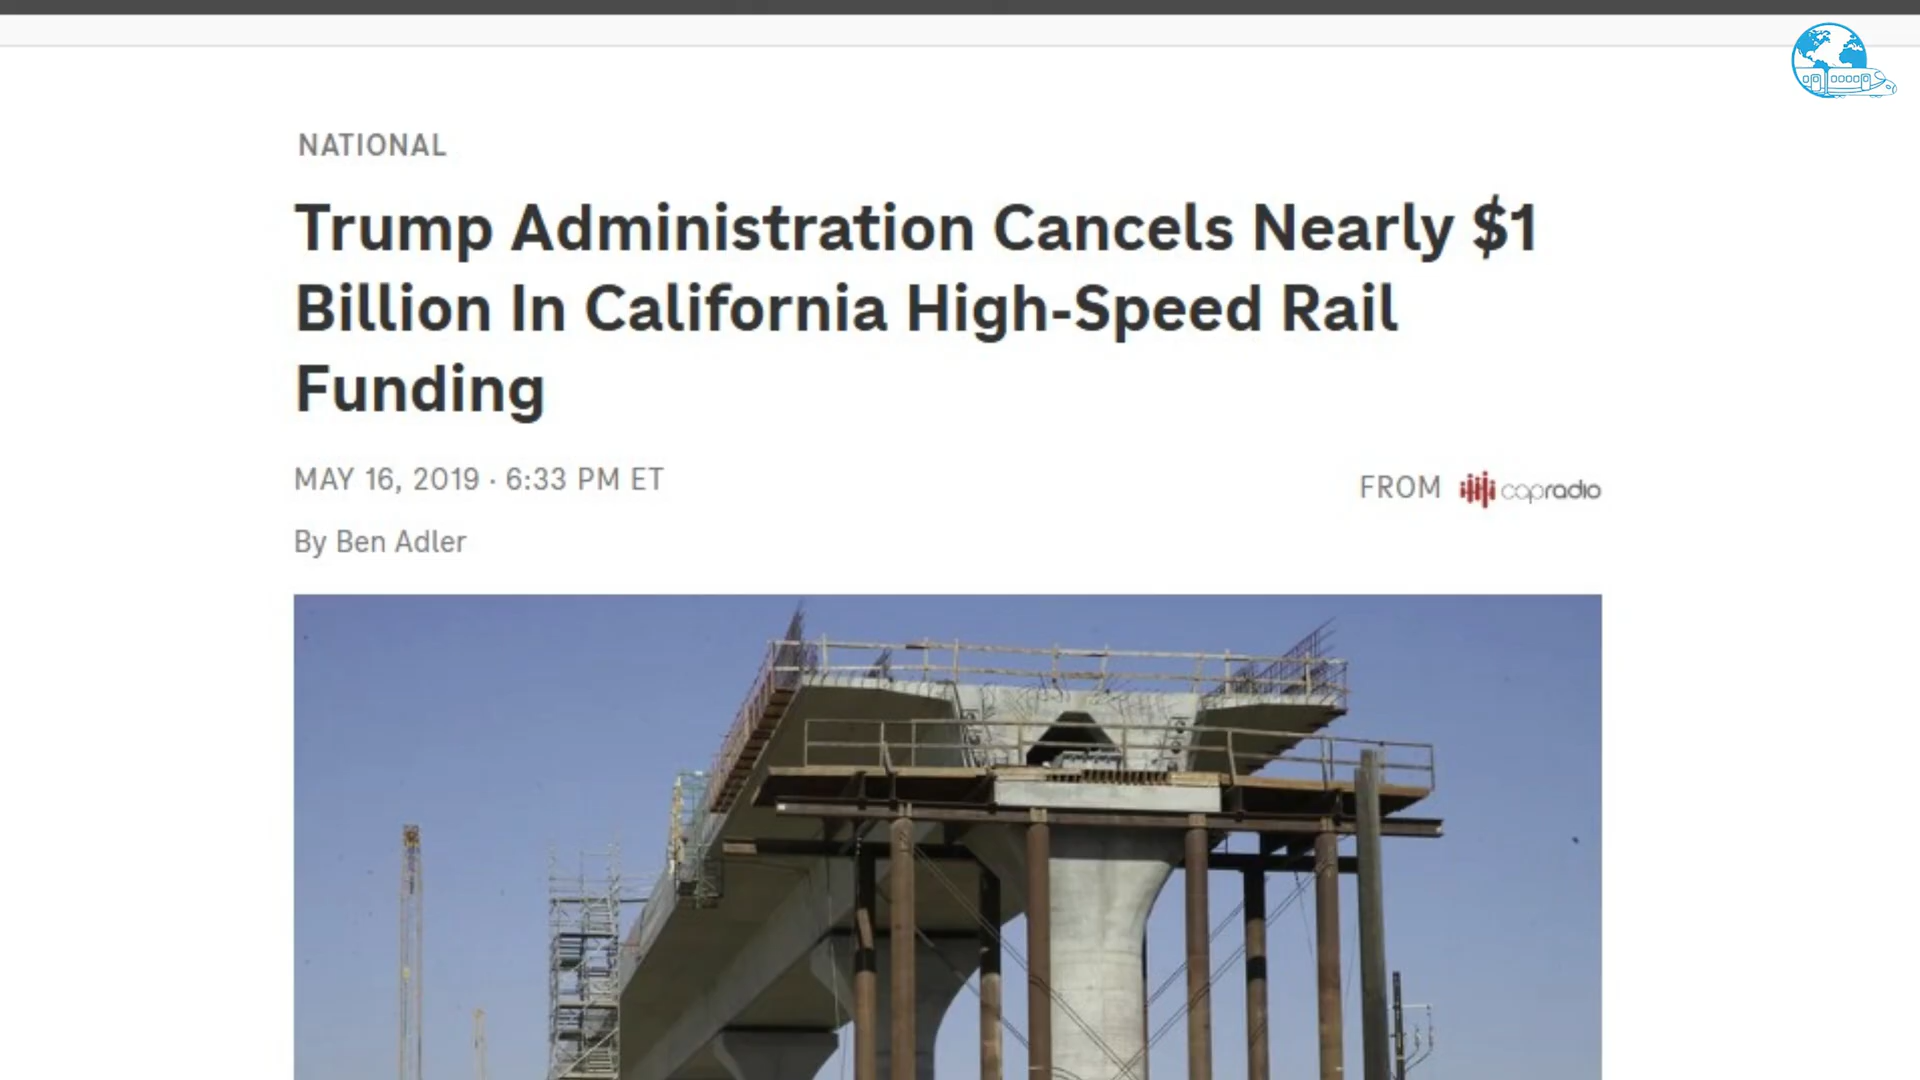 NATIONAL
Trump Administration Cancels Nearly $1
Billion In California High-Speed Rail
Funding
MAY 16, 2019 · 6:33 PM ET
FROM capradio
By Ben Adler